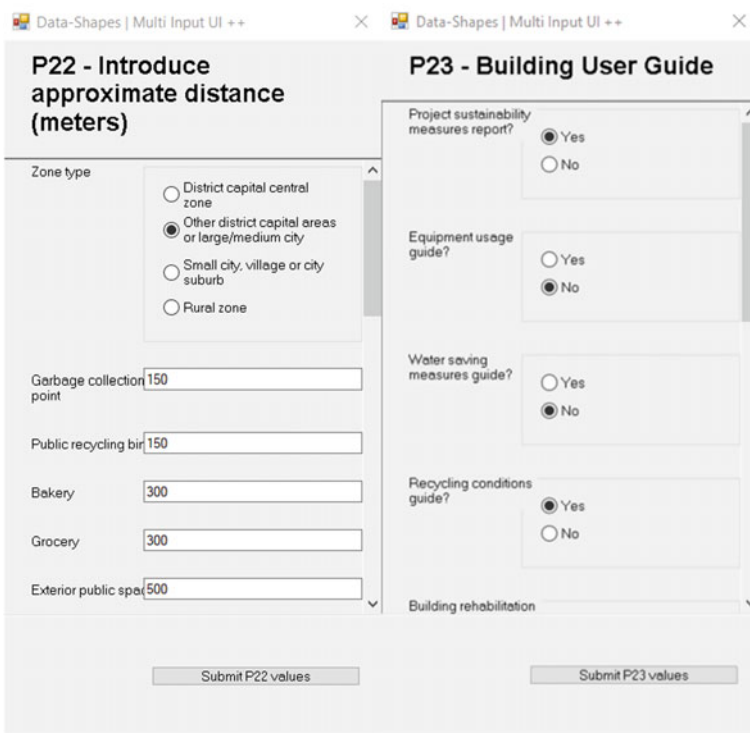 Data-Shapes | Multi Input UI ++
P22 - Introduce
approximate distance
(meters)
Zone type
District capital central
zone
Other district capital areas
or large/medium city
Small city, village or city
suburb
Rural zone
Garbage collection 150
point
Public recycling bin 150
Bakery 300
Grocery 300
Exterior public spac 500
Submit P22 values
Data-Shapes | Multi Input UI ++
P23 - Building User Guide
Project sustainability
measures report?
Yes
No
Equipment usage
guide?
Yes
No
Water saving
measures guide?
Yes
No
Recycling conditions
guide?
Yes
No
Building rehabilitation
Submit P23 values